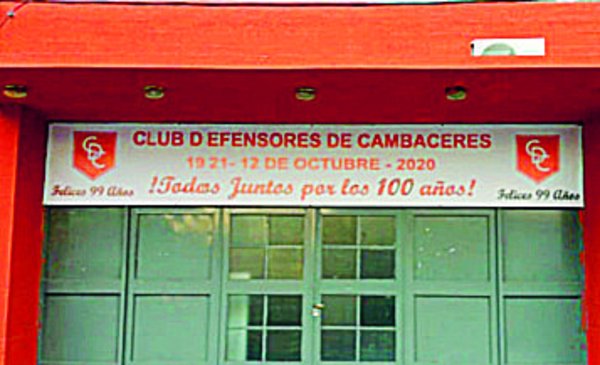 CLUB D EFENSORES DE CAMBACERES
19 21 - 12 DE OCTUBRE - 2020
!Todos Juntos por los 100 años!
CDC
Felices 99 Años
CDC
Felices 99 Años